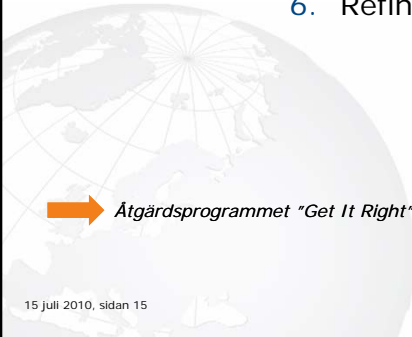 6. Refin
Åtgärdsprogrammet "Get It Right"
15 juli 2010, sidan 15